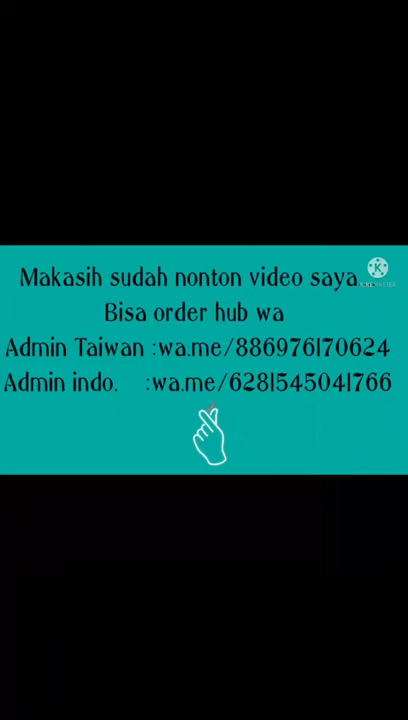 Makasih sudah nonton video saya.
Bisa order hub wa
Admin Taiwan :wa.me/886976170624
Admin indo. :wa.me/6281545041766